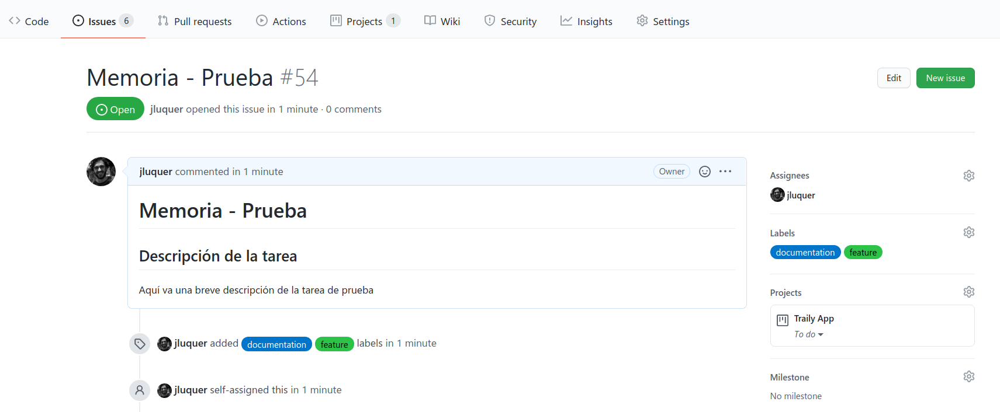 Code Issues 6 Pull requests Actions Projects 1 Wiki Security Insights Settings
Memoria - Prueba #54
Edit New issue
Open jluquer opened this issue in 1 minute · 0 comments
jluquer commented in 1 minute Owner
Memoria - Prueba
Descripción de la tarea
Aquí va una breve descripción de la tarea de prueba
jluquer added documentation feature labels in 1 minute
jluquer self-assigned this in 1 minute
Assignees
jluquer
Labels
documentation feature
Projects
Traily App
To do
Milestone
No milestone